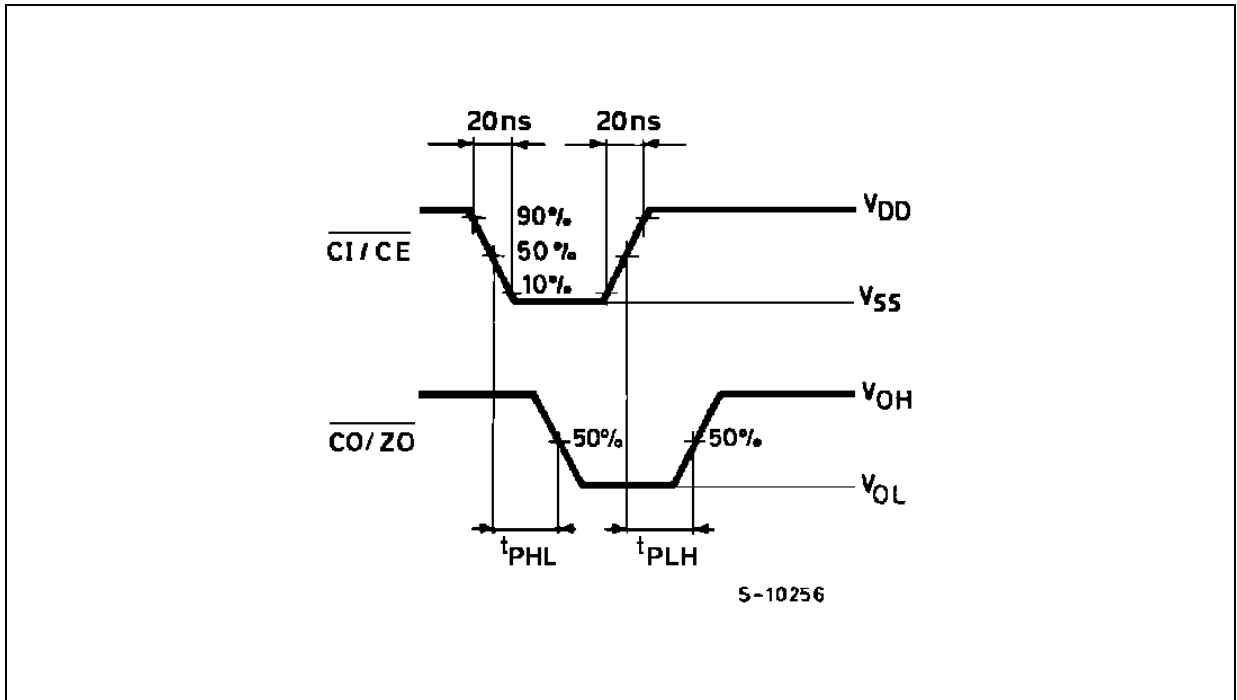 20ns 20ns
90% VDD
CI/CE 50%
10% VSS
VOH
CO/ZO 50% 50%
VOL
tPHL tPLH
S-10256